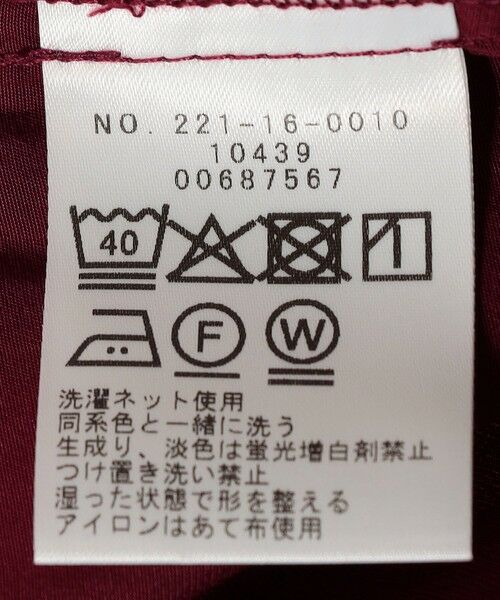 NO. 221-16-0010
10439
00687567
40
F W
洗濯ネット使用
同系色と一緒に洗う
生成り、淡色は蛍光増白剤禁止
つけ置き洗い禁止
湿った状態で形を整える
アイロンはあて布使用